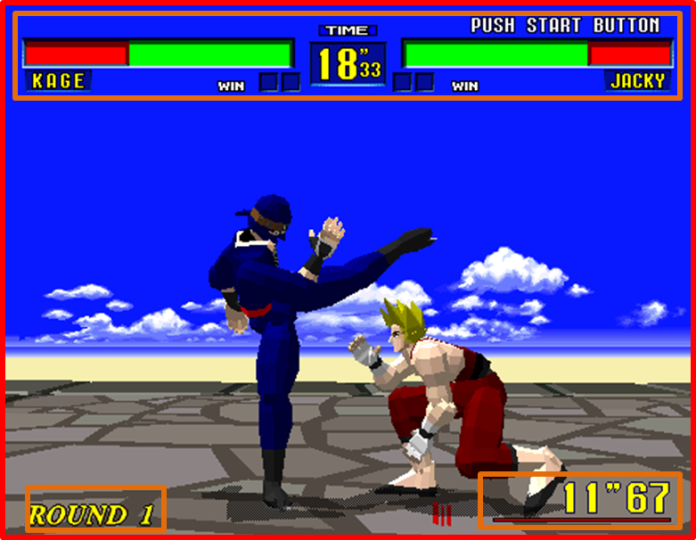 PUSH START BUTTON
TIME
18"33
KAGE
JACKY
WIN
WIN
ROUND 1
11"67